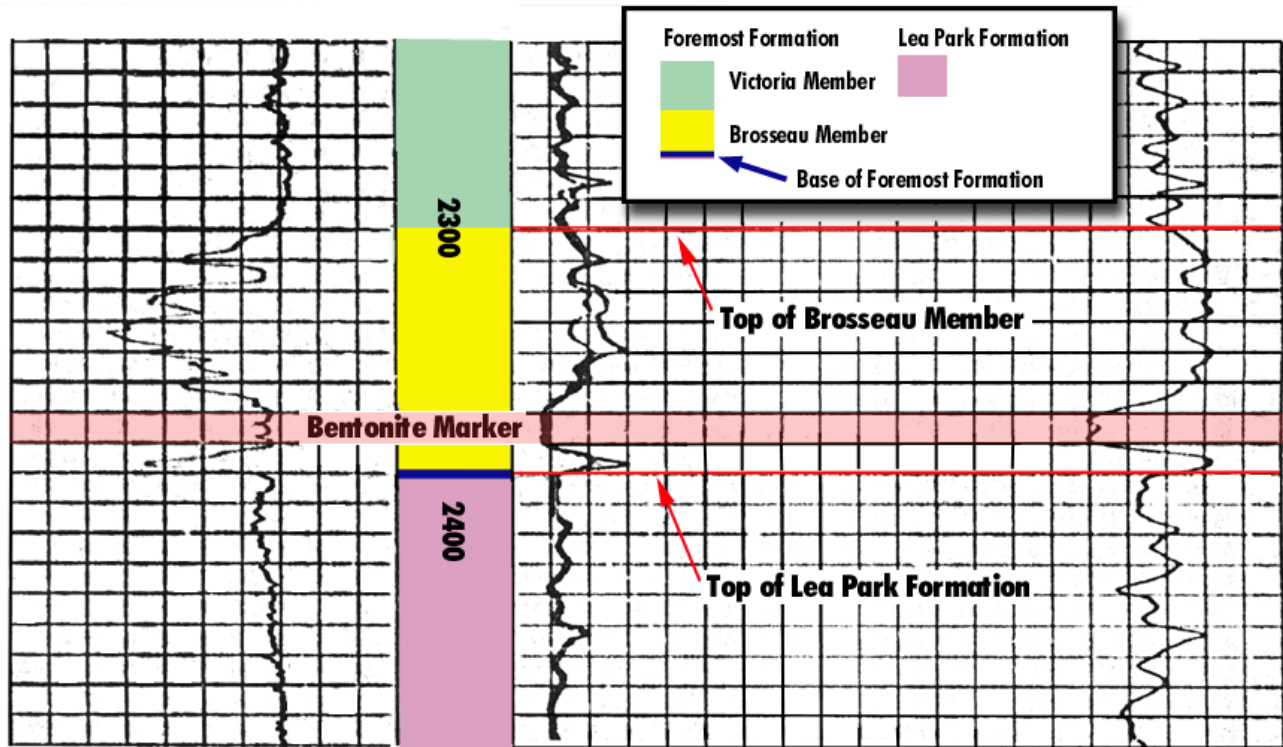 Foremost Formation
Lea Park Formation
Victoria Member
Brosseau Member
Base of Foremost Formation
2300
Top of Brosseau Member
Bentonite Marker
2400
Top of Lea Park Formation